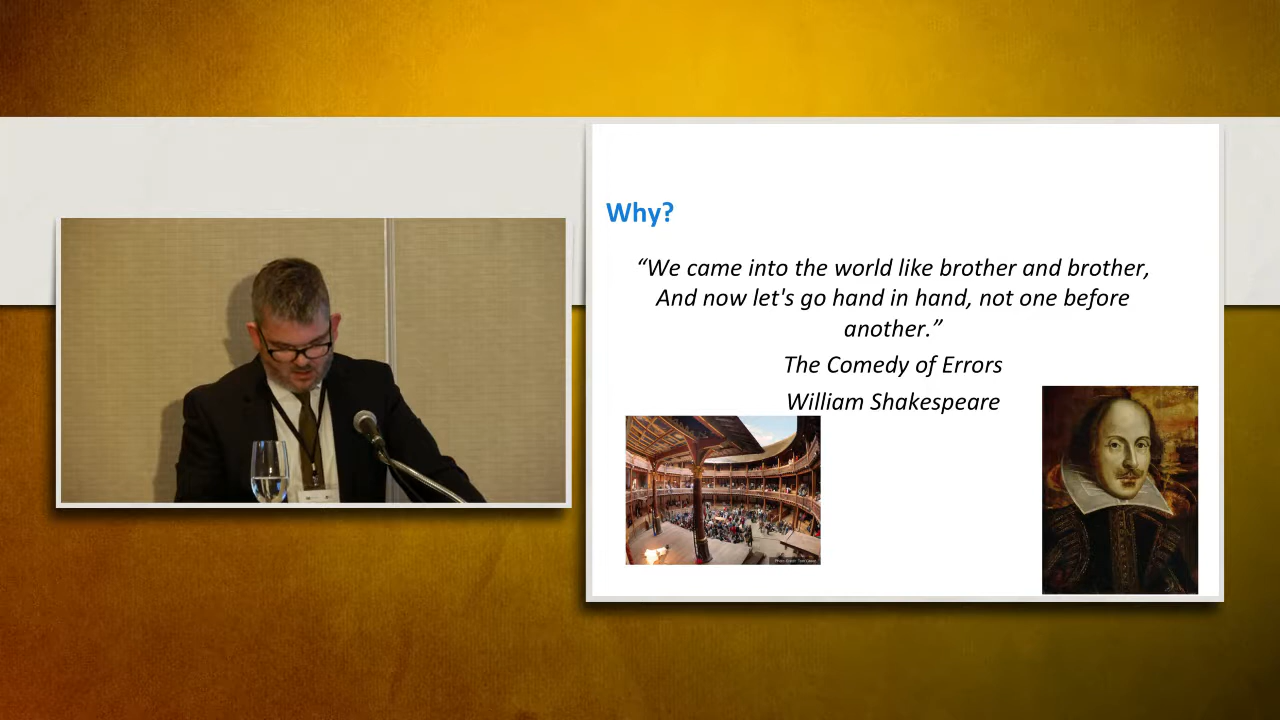 Why?
“We came into the world like brother and brother,
And now let's go hand in hand, not one before
another.”
The Comedy of Errors
William Shakespeare